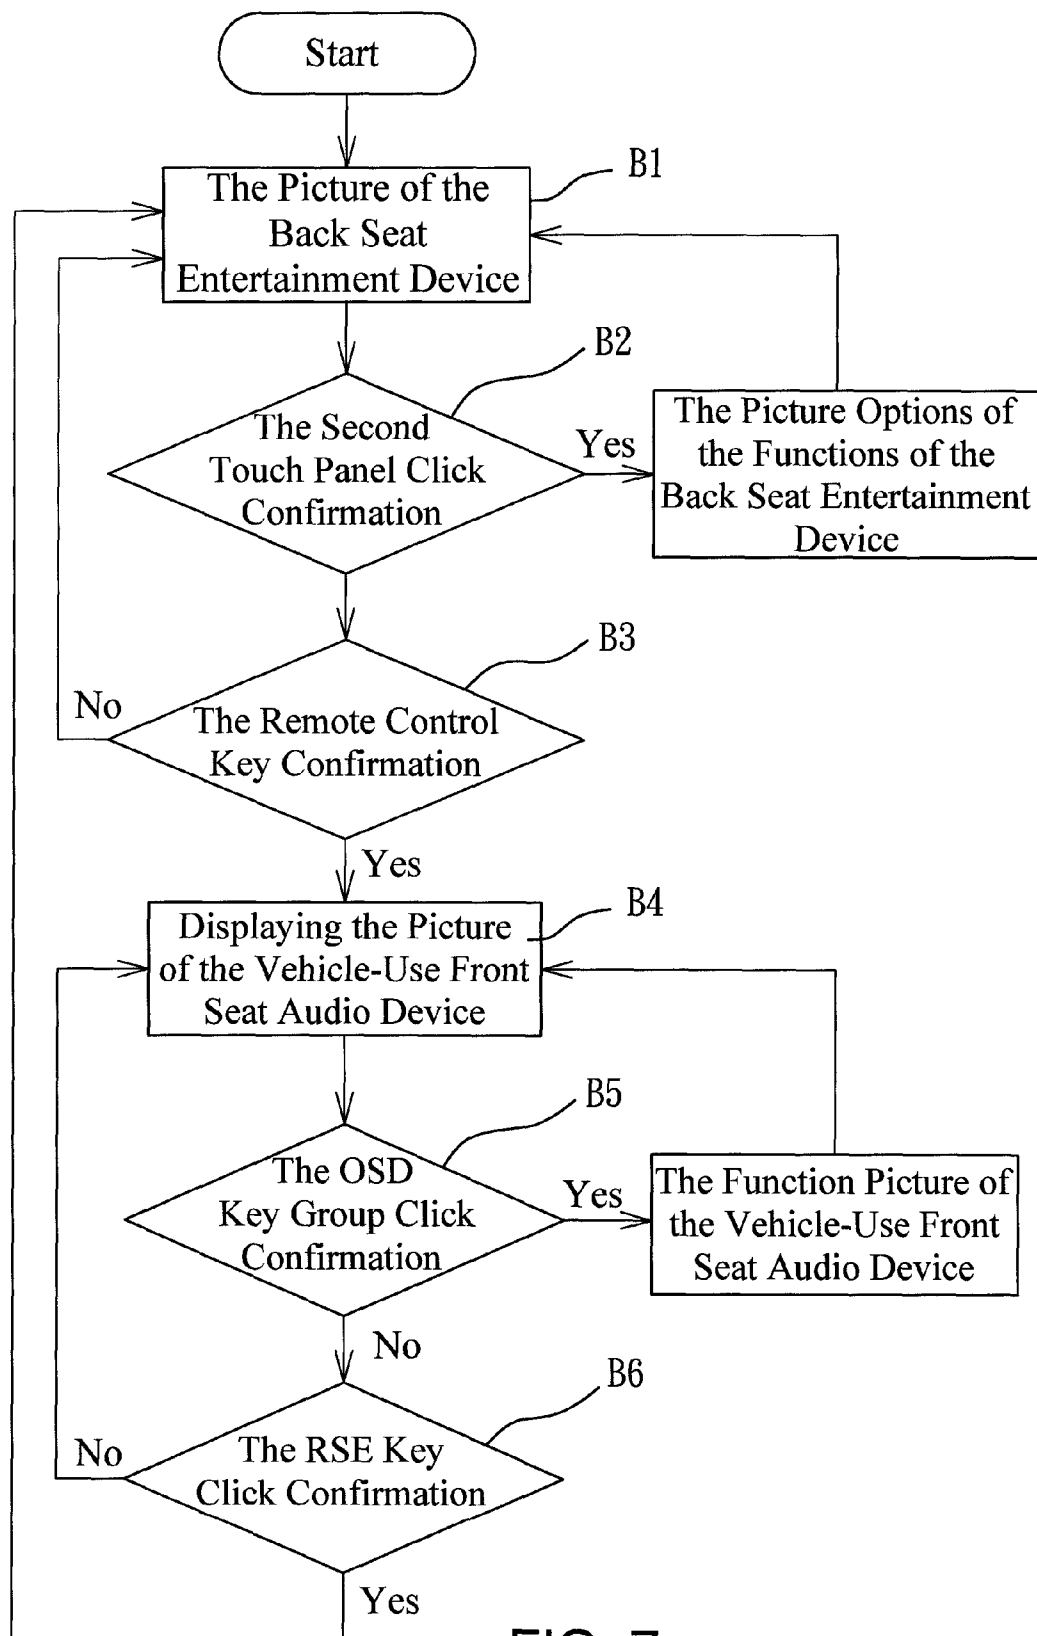 Start
B1
The Picture of the
Back Seat
Entertainment Device
B2
The Second
Touch Panel Click
Confirmation
Yes
The Picture Options of
the Functions of the
Back Seat Entertainment
Device
B3
No
The Remote Control
Key Confirmation
Yes
B4
Displaying the Picture
of the Vehicle-Use Front
Seat Audio Device
B5
The OSD
Key Group Click
Confirmation
Yes
The Function Picture of
the Vehicle-Use Front
Seat Audio Device
No
B6
No
The RSE Key
Click Confirmation
Yes